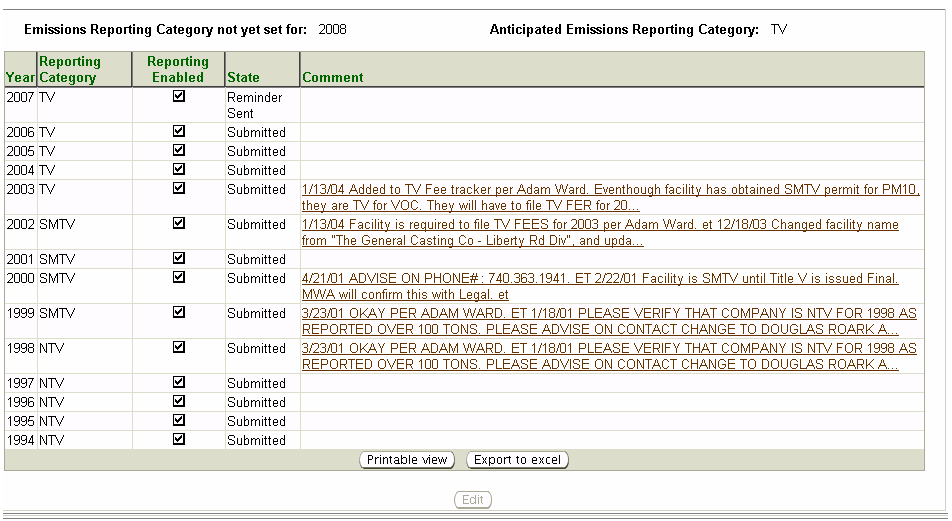 Emissions Reporting Category not yet set for: 2008 Anticipated Emissions Reporting Category: TV
Year Reporting Category Reporting Enabled State Comment
2007 TV Reminder Sent
2006 TV Submitted
2005 TV Submitted
2004 TV Submitted
2003 TV Submitted 1/13/04 Added to TV Fee tracker per Adam Ward. Eventhough facility has obtained SMTV permit for PM10,
they are TV for VOC. They will have to file TV FER for 20...
2002 SMTV Submitted 1/13/04 Facility is required to file TV FEES for 2003 per Adam Ward. et 12/18/03 Changed facility name
from "The General Casting Co - Liberty Rd Div", and upda...
2001 SMTV Submitted
2000 SMTV Submitted 4/21/01 ADVISE ON PHONE#: 740.363.1941. ET 2/22/01 Facility is SMTV until Title V is issued Final.
MWA will confirm this with Legal. et
1999 SMTV Submitted 3/23/01 OKAY PER ADAM WARD. ET 1/18/01 PLEASE VERIFY THAT COMPANY IS NTV FOR 1998 AS
REPORTED OVER 100 TONS. PLEASE ADVISE ON CONTACT CHANGE TO DOUGLAS ROARK A...
1998 NTV Submitted 3/23/01 OKAY PER ADAM WARD. ET 1/18/01 PLEASE VERIFY THAT COMPANY IS NTV FOR 1998 AS
REPORTED OVER 100 TONS. PLEASE ADVISE ON CONTACT CHANGE TO DOUGLAS ROARK A...
1997 NTV Submitted
1996 NTV Submitted
1995 NTV Submitted
1994 NTV Submitted
Printable view Export to excel
Edit